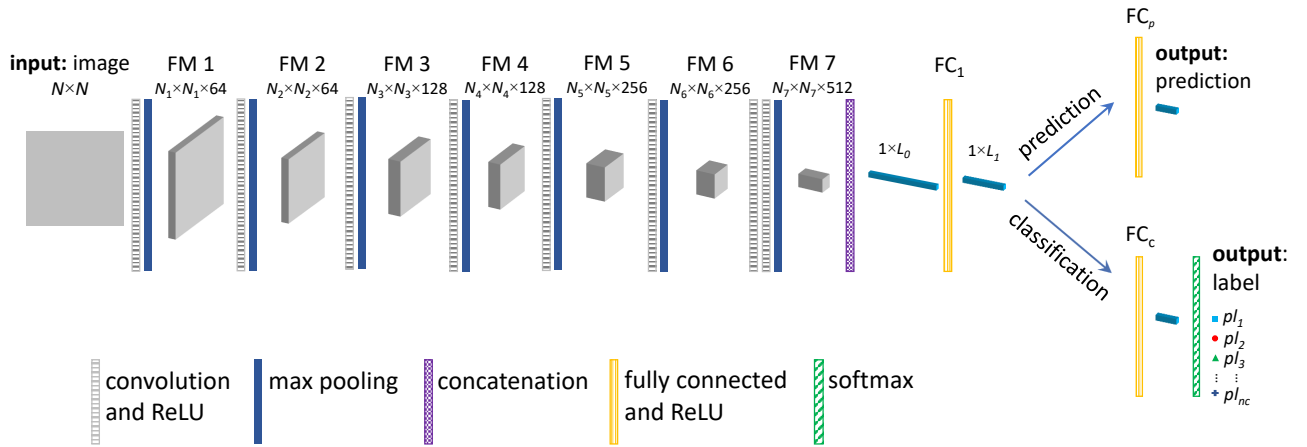 input: image
N×N
FM 1
N₁×N₁×64
FM 2
N₂×N₂×64
FM 3
N₃×N₃×128
FM 4
N₄×N₄×128
FM 5
N₅×N₅×256
FM 6
N₆×N₆×256
FM 7
N₇×N₇×512
1×L₀
FC₁
1×L₁
prediction
classification
FCₚ
output:
prediction
FC_c
output:
label
pl₁
pl₂
pl₃
⋮ ⋮
pl_nc
convolution
and ReLU
max pooling
concatenation
fully connected
and ReLU
softmax